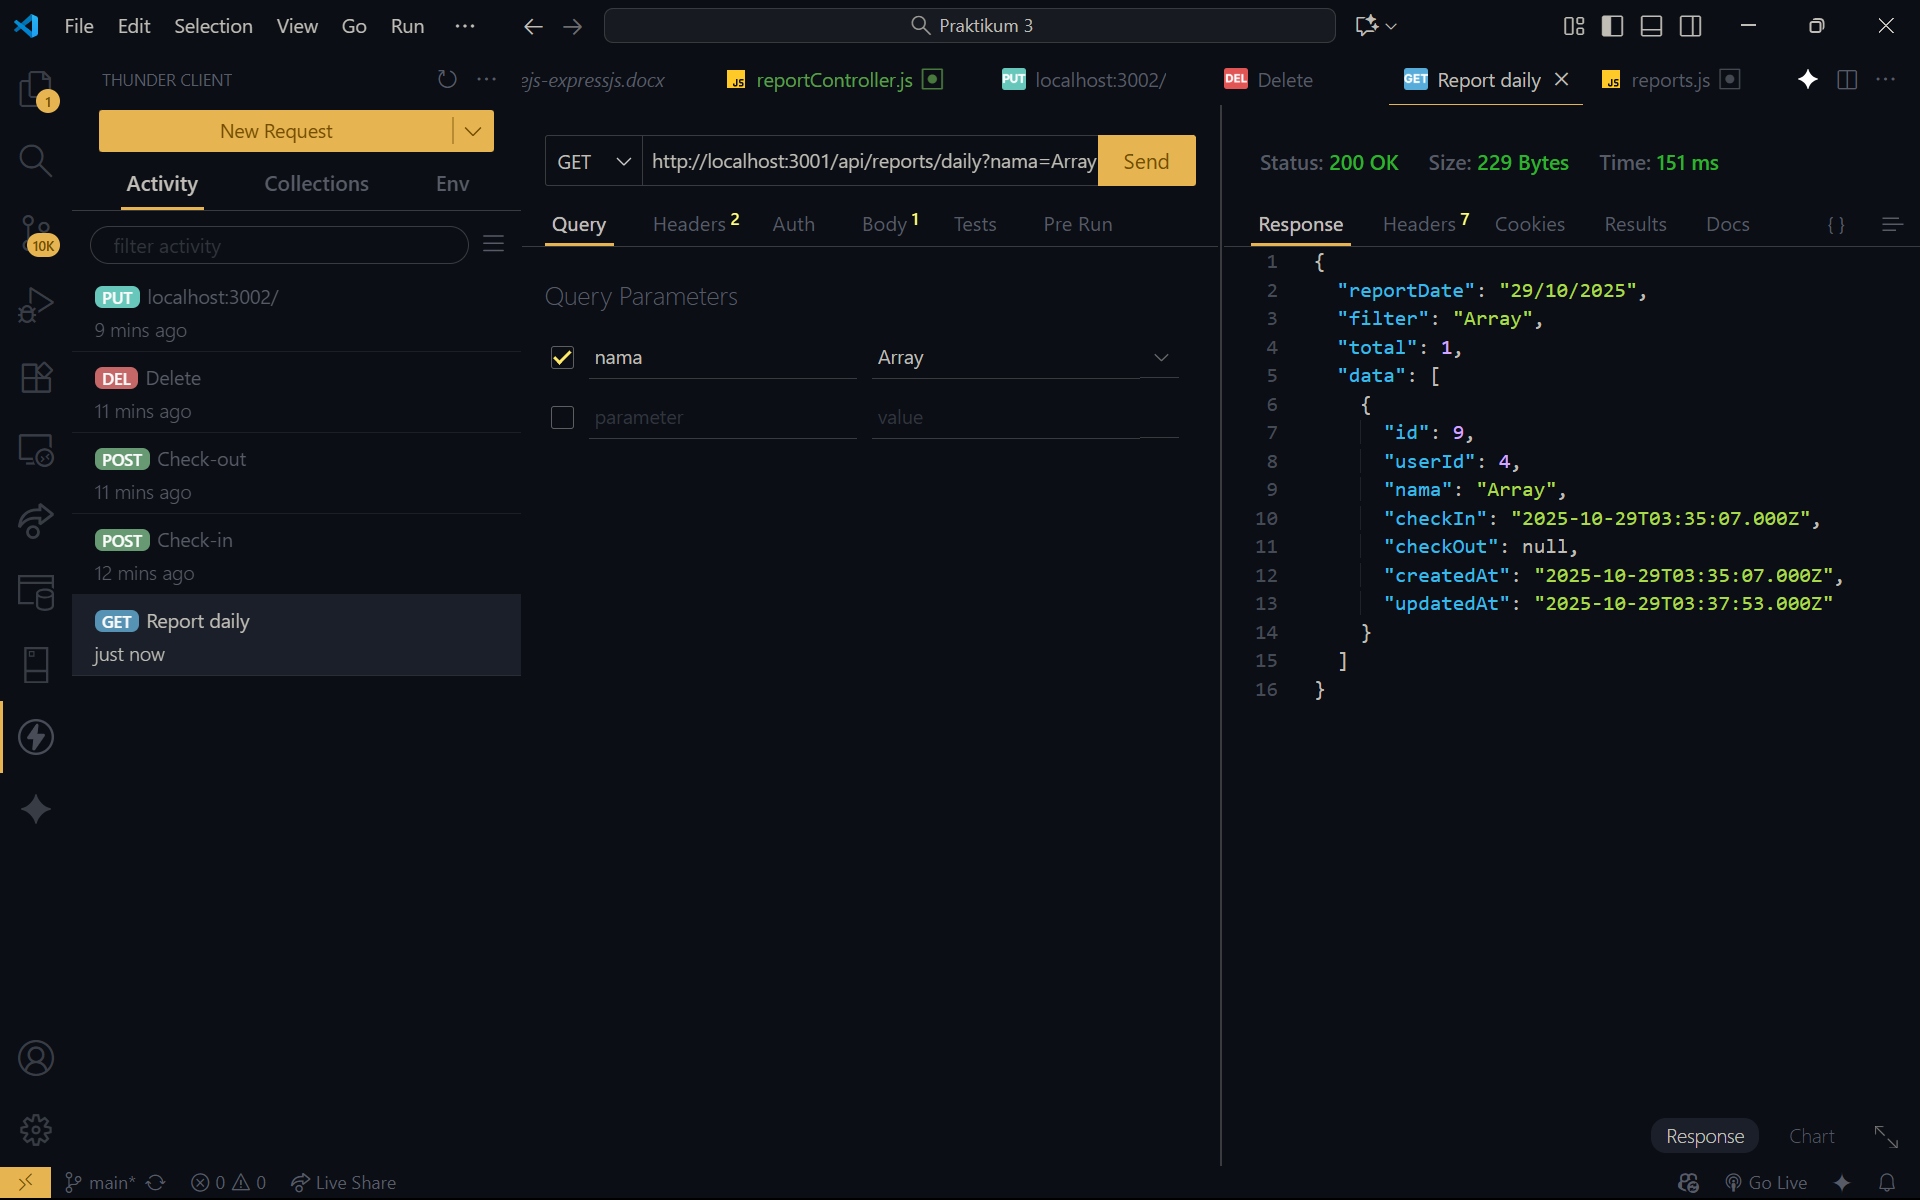 File Edit Selection View Go Run ···
Praktikum 3
THUNDER CLIENT
ejs-expressjs.docx
JS reportController.js
PUT localhost:3002/
DEL Delete
GET Report daily
JS reports.js
1
New Request
Activity Collections Env
10K
filter activity
PUT localhost:3002/
9 mins ago
DEL Delete
11 mins ago
POST Check-out
11 mins ago
POST Check-in
12 mins ago
GET Report daily
just now
GET http://localhost:3001/api/reports/daily?nama=Array Send
Query Headers 2 Auth Body 1 Tests Pre Run
Query Parameters
nama Array
parameter value
Status: 200 OK Size: 229 Bytes Time: 151 ms
Response Headers 7 Cookies Results Docs { }
1 {
2 "reportDate": "29/10/2025",
3 "filter": "Array",
4 "total": 1,
5 "data": [
6 {
7 "id": 9,
8 "userId": 4,
9 "nama": "Array",
10 "checkIn": "2025-10-29T03:35:07.000Z",
11 "checkOut": null,
12 "createdAt": "2025-10-29T03:35:07.000Z",
13 "updatedAt": "2025-10-29T03:37:53.000Z"
14 }
15 ]
16 }
Response Chart
main* 0 0 Live Share
Go Live